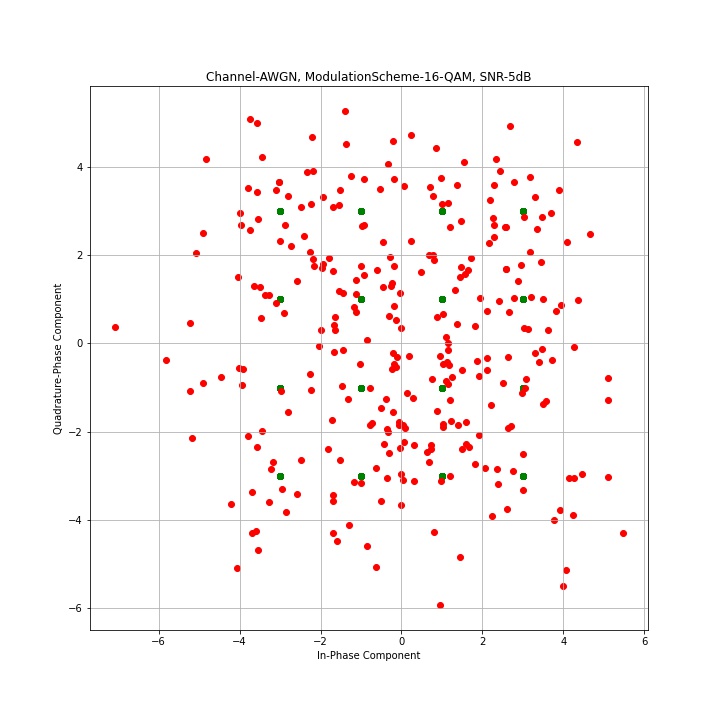 Channel-AWGN, ModulationScheme-16-QAM, SNR-5dB
4
2
0
−2
−4
−6
Quadrature-Phase Component
−6 −4 −2 0 2 4 6
In-Phase Component